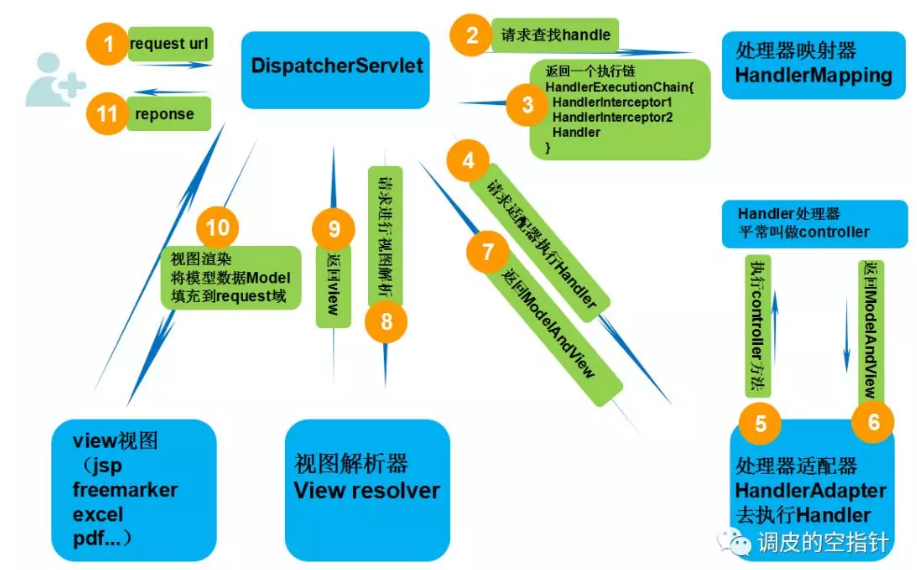 1
request url
DispatcherServlet
2
请求查找handle
处理器映射器
HandlerMapping
11
reponse
3
返回一个执行链
HandlerExecutionChain{
HandlerInterceptor1
HandlerInterceptor2
Handler
}
4
请求适配器执行Handler
7
返回ModelAndView
8
请求进行视图解析
9
返回view
10
视图渲染
将模型数据Model
填充到request域
Handler处理器
平常叫做controller
执行controller方法
5
返回ModelAndView
6
view视图
（jsp
freemarker
excel
pdf...）
视图解析器
View resolver
处理器适配器
HandlerAdapter
去执行Handler
调皮的空指针